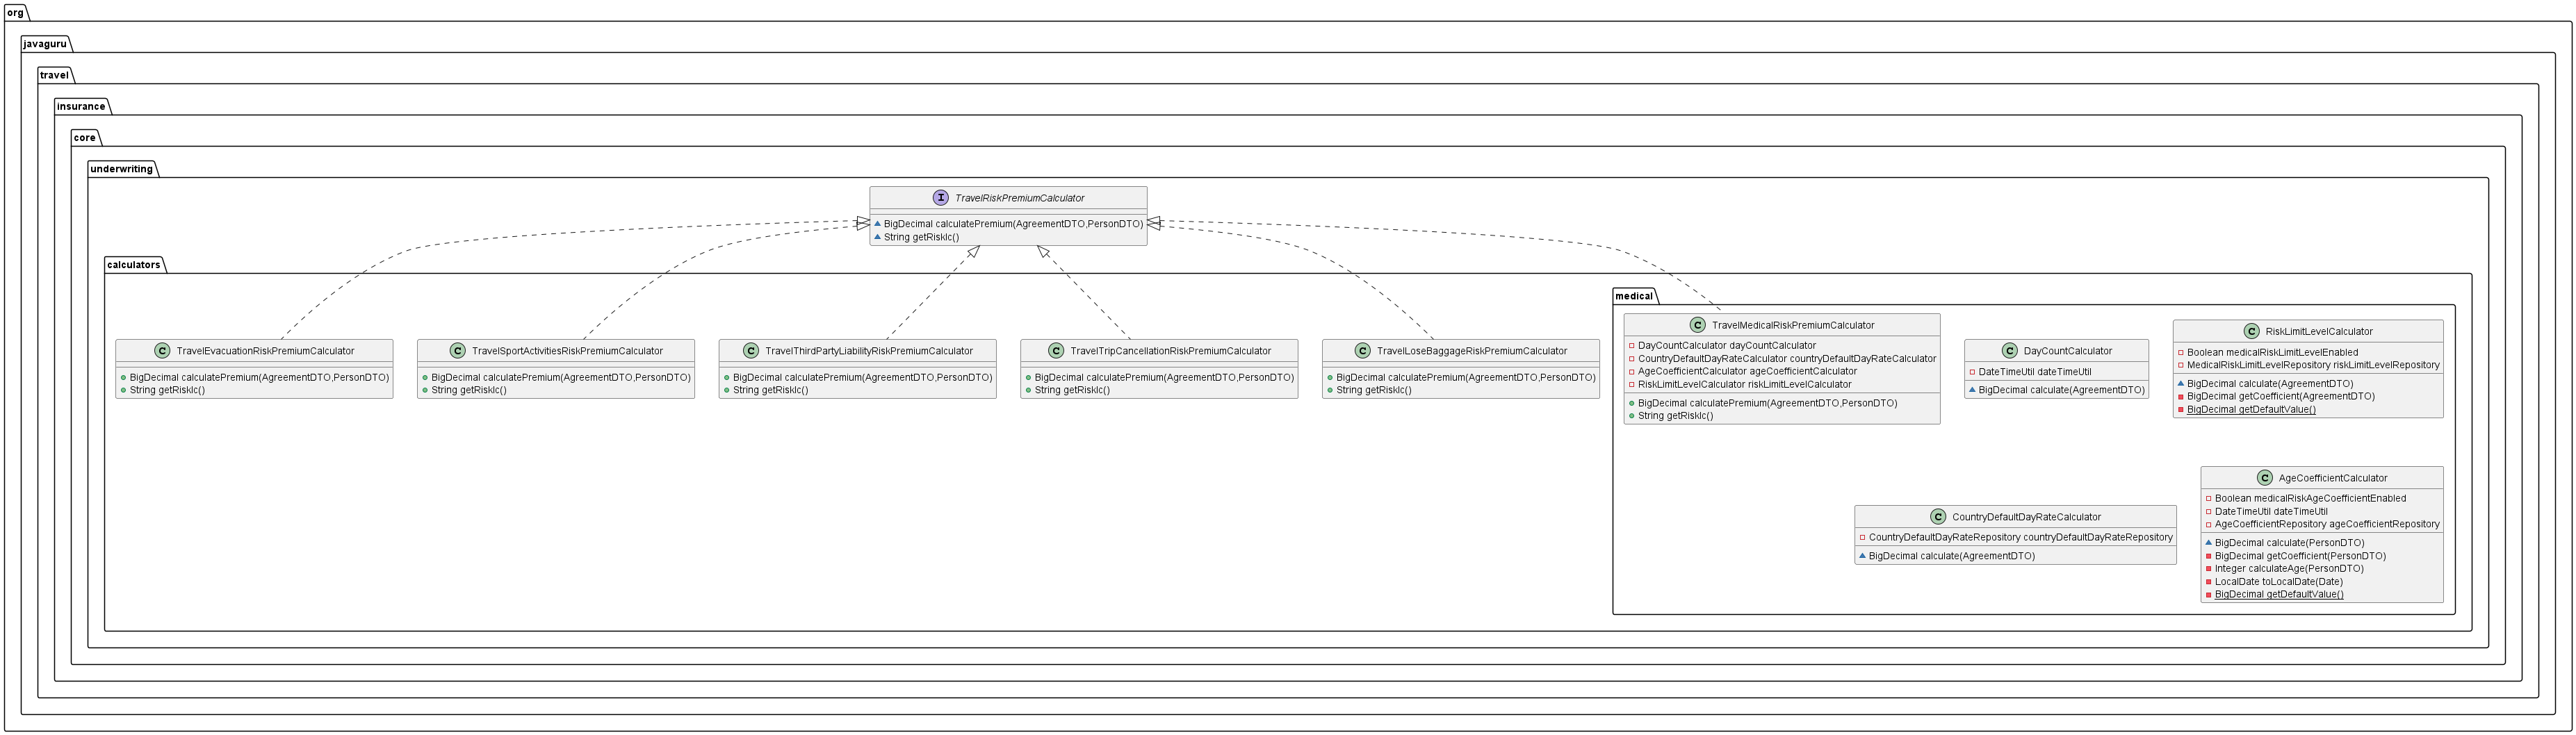 org
javaguru
travel
insurance
core
underwriting
TravelRiskPremiumCalculator
BigDecimal calculatePremium(AgreementDTO,PersonDTO)
String getRiskIc()
calculators
TravelEvacuationRiskPremiumCalculator
BigDecimal calculatePremium(AgreementDTO,PersonDTO)
String getRiskIc()
TravelSportActivitiesRiskPremiumCalculator
BigDecimal calculatePremium(AgreementDTO,PersonDTO)
String getRiskIc()
TravelThirdPartyLiabilityRiskPremiumCalculator
BigDecimal calculatePremium(AgreementDTO,PersonDTO)
String getRiskIc()
TravelTripCancellationRiskPremiumCalculator
BigDecimal calculatePremium(AgreementDTO,PersonDTO)
String getRiskIc()
TravelLoseBaggageRiskPremiumCalculator
BigDecimal calculatePremium(AgreementDTO,PersonDTO)
String getRiskIc()
medical
TravelMedicalRiskPremiumCalculator
DayCountCalculator dayCountCalculator
CountryDefaultDayRateCalculator countryDefaultDayRateCalculator
AgeCoefficientCalculator ageCoefficientCalculator
RiskLimitLevelCalculator riskLimitLevelCalculator
BigDecimal calculatePremium(AgreementDTO,PersonDTO)
String getRiskIc()
DayCountCalculator
DateTimeUtil dateTimeUtil
BigDecimal calculate(AgreementDTO)
RiskLimitLevelCalculator
Boolean medicalRiskLimitLevelEnabled
MedicalRiskLimitLevelRepository riskLimitLevelRepository
BigDecimal calculate(AgreementDTO)
BigDecimal getCoefficient(AgreementDTO)
BigDecimal getDefaultValue()
CountryDefaultDayRateCalculator
CountryDefaultDayRateRepository countryDefaultDayRateRepository
BigDecimal calculate(AgreementDTO)
AgeCoefficientCalculator
Boolean medicalRiskAgeCoefficientEnabled
DateTimeUtil dateTimeUtil
AgeCoefficientRepository ageCoefficientRepository
BigDecimal calculate(PersonDTO)
BigDecimal getCoefficient(PersonDTO)
Integer calculateAge(PersonDTO)
LocalDate toLocalDate(Date)
BigDecimal getDefaultValue()